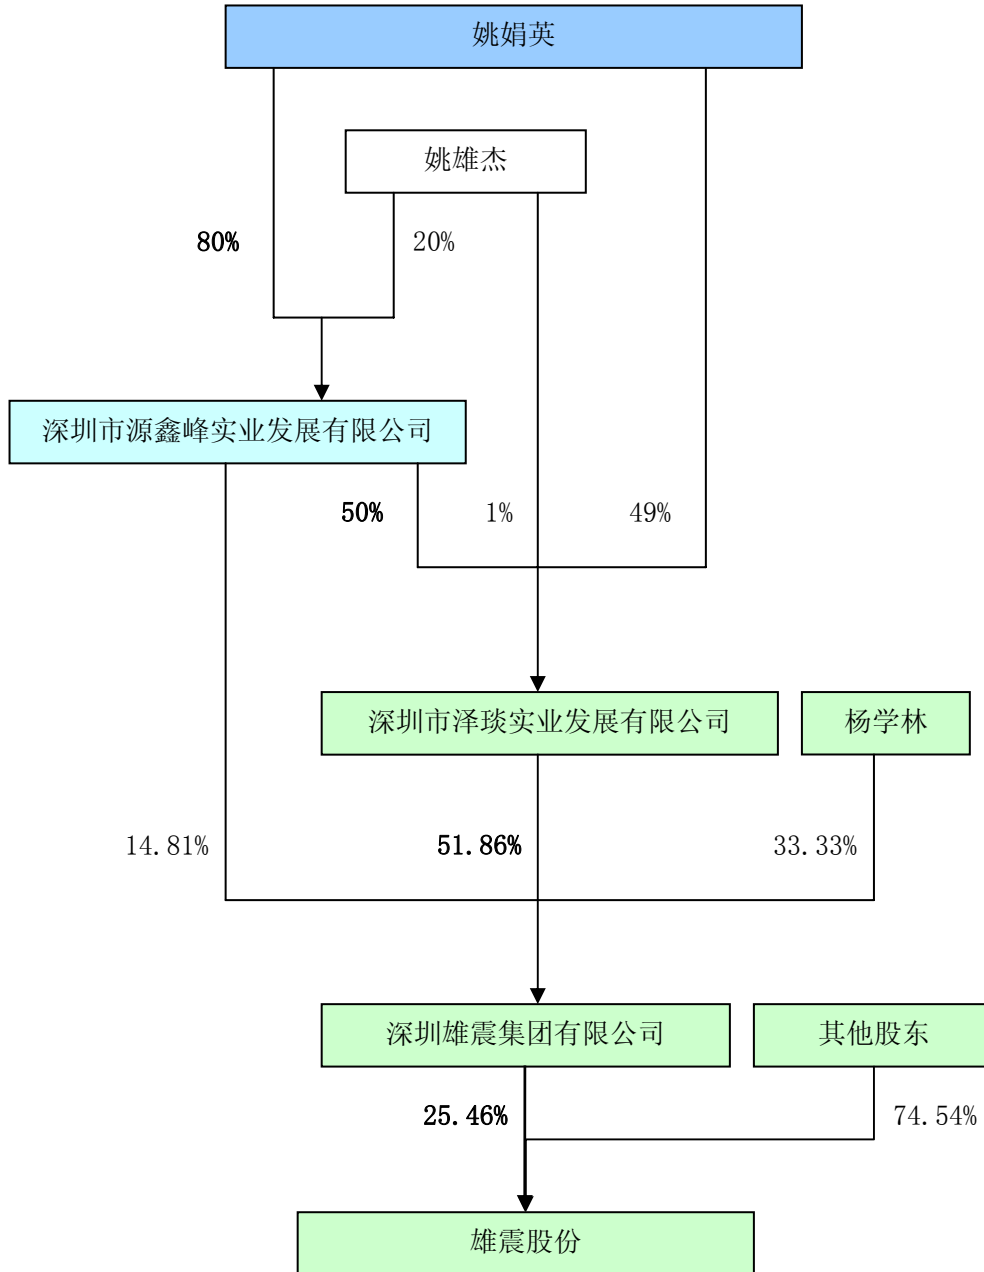 姚娟英
姚雄杰
80%
20%
深圳市源鑫峰实业发展有限公司
50%
1%
49%
深圳市泽琰实业发展有限公司
杨学林
14.81%
51.86%
33.33%
深圳雄震集团有限公司
其他股东
25.46%
74.54%
雄震股份